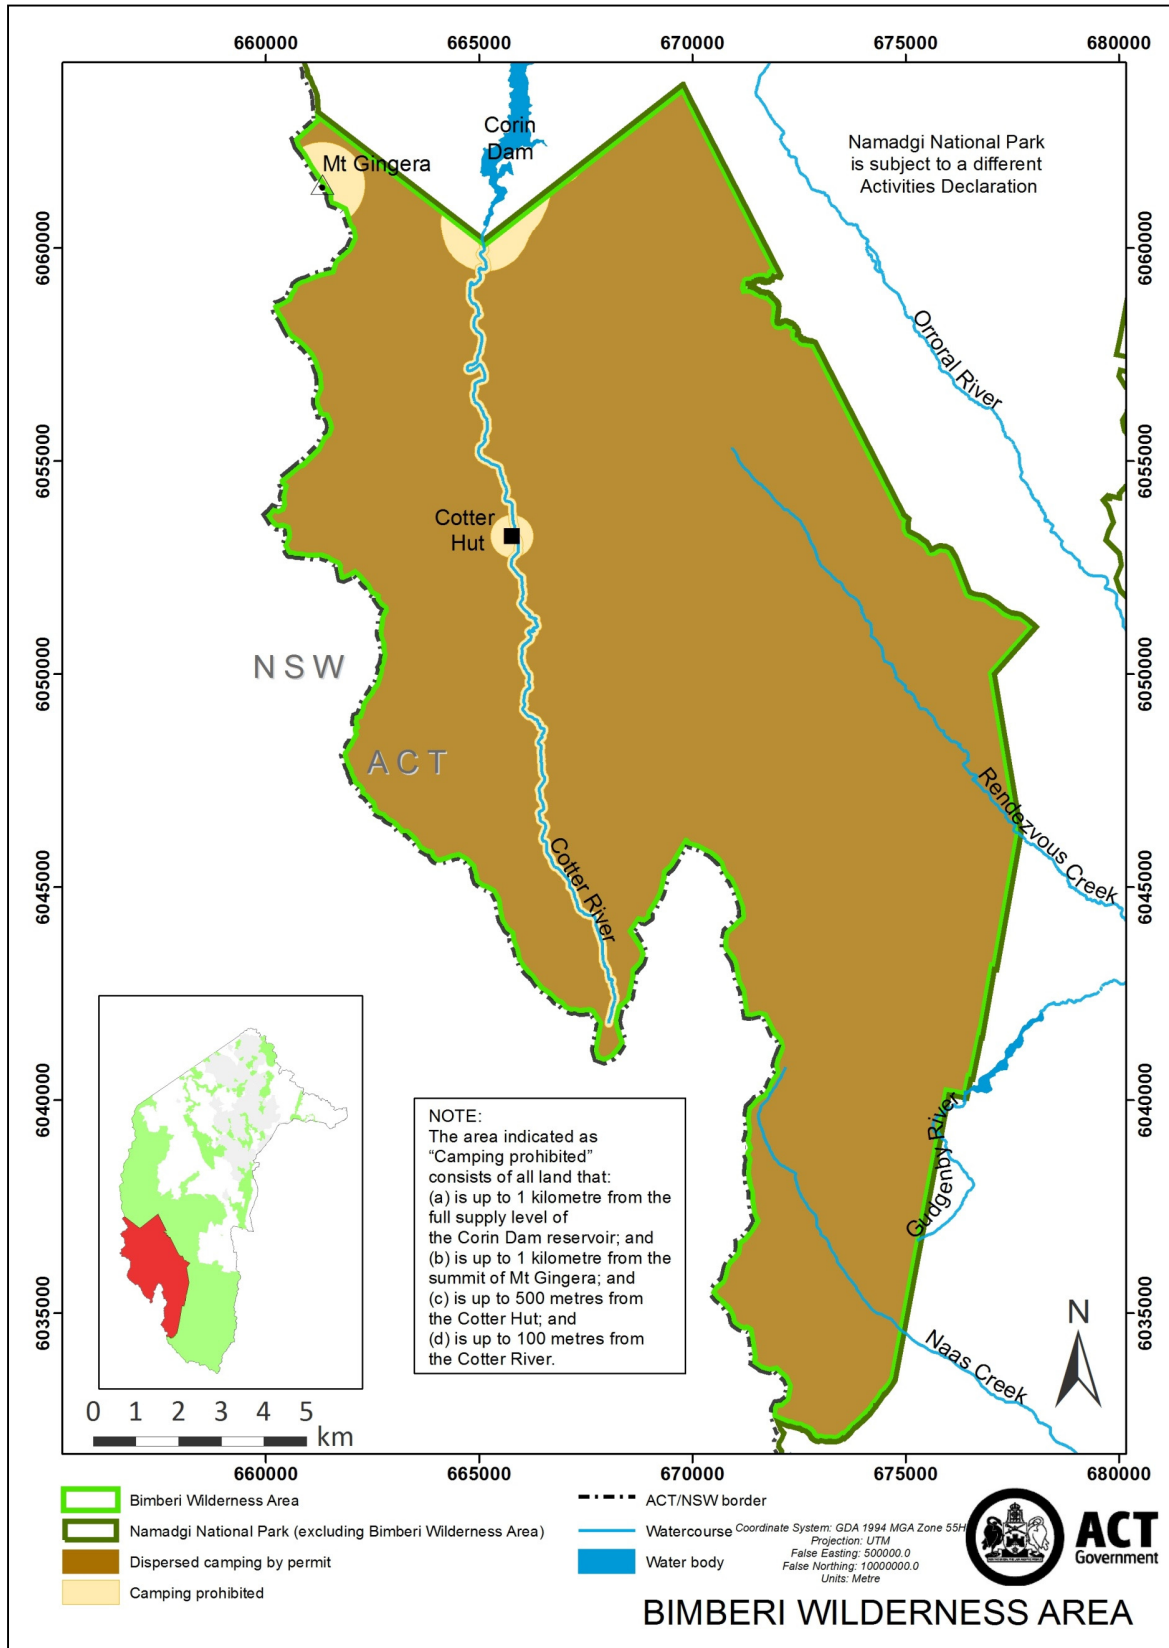 660000
665000
670000
675000
680000
Corin
Dam
Mt Gingera
Namadgi National Park
is subject to a different
Activities Declaration
6060000
6060000
Orroral River
6055000
6055000
Cotter
Hut
NSW
6050000
6050000
ACT
Rendezvous Creek
Cotter River
6045000
6045000
6040000
6040000
Gudgenby River
NOTE:
The area indicated as
"Camping prohibited"
consists of all land that:
(a) is up to 1 kilometre from the
full supply level of
the Corin Dam reservoir; and
(b) is up to 1 kilometre from the
summit of Mt Gingera; and
(c) is up to 500 metres from
the Cotter Hut; and
(d) is up to 100 metres from
the Cotter River.
6035000
6035000
N
Naas Creek
0 1 2 3 4 5
km
660000
665000
670000
675000
680000
Bimberi Wilderness Area
Namadgi National Park (excluding Bimberi Wilderness Area)
Dispersed camping by permit
Camping prohibited
ACT/NSW border
Watercourse
Water body
Coordinate System: GDA 1994 MGA Zone 55H
Projection: UTM
False Easting: 500000.0
False Northing: 10000000.0
Units: Metre
ACT
Government
BIMBERI WILDERNESS AREA